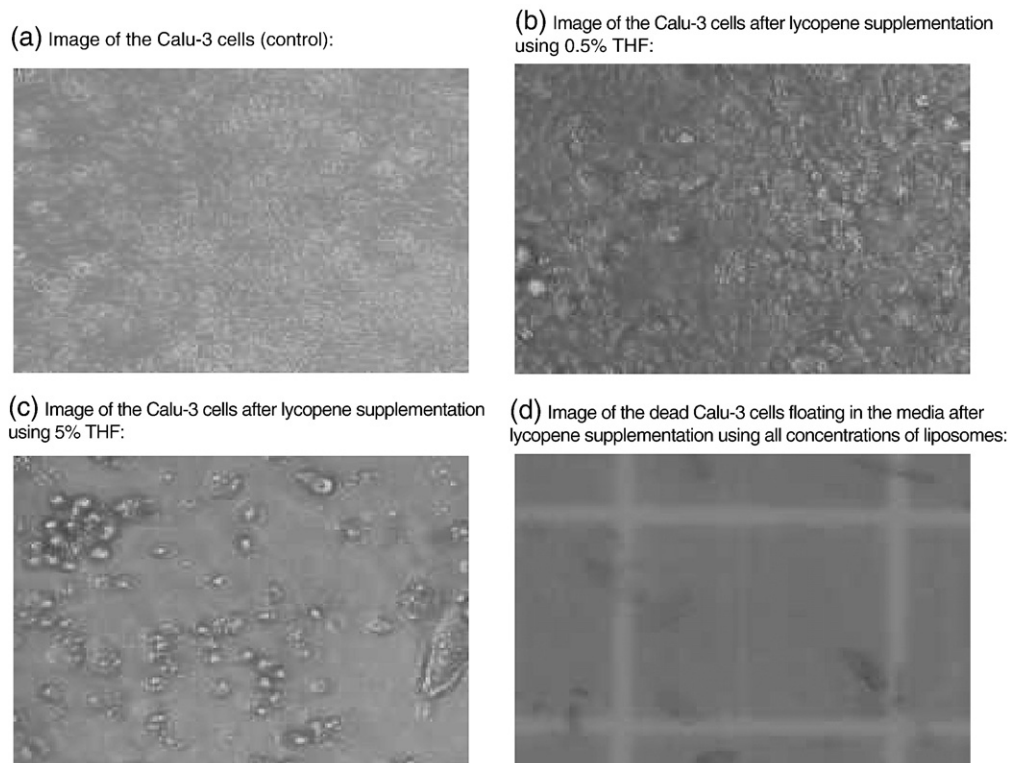 (a) Image of the Calu-3 cells (control):
(b) Image of the Calu-3 cells after lycopene supplementation
using 0.5% THF:
(c) Image of the Calu-3 cells after lycopene supplementation
using 5% THF:
(d) Image of the dead Calu-3 cells floating in the media after
lycopene supplementation using all concentrations of liposomes: